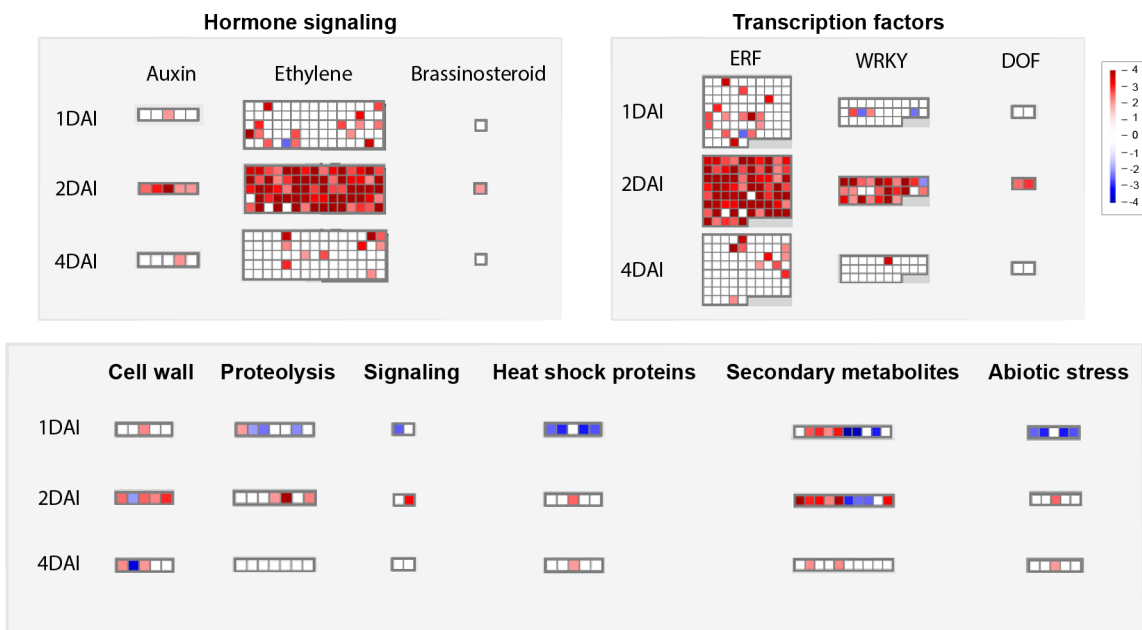 Hormone signaling
Transcription factors
Auxin Ethylene Brassinosteroid
ERF WRKY DOF
1DAI
2DAI
4DAI
1DAI
2DAI
4DAI
4
3
2
1
0
-1
-2
-3
-4
Cell wall Proteolysis Signaling Heat shock proteins Secondary metabolites Abiotic stress
1DAI
2DAI
4DAI